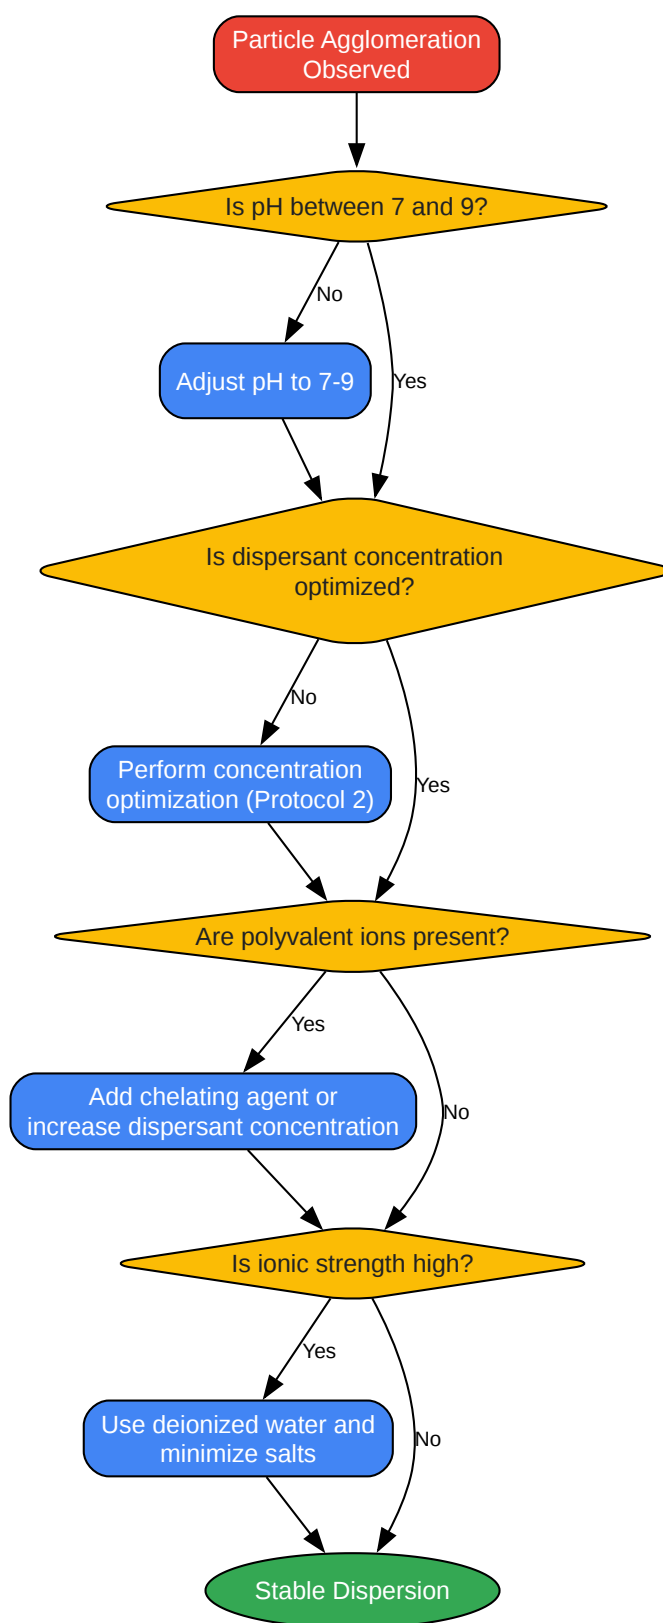 Particle Agglomeration
Observed
Is pH between 7 and 9?
No
Adjust pH to 7-9
Yes
Is dispersant concentration
optimized?
No
Perform concentration
optimization (Protocol 2)
Yes
Are polyvalent ions present?
Yes
Add chelating agent or
increase dispersant concentration
No
Is ionic strength high?
Yes
Use deionized water and
minimize salts
No
Stable Dispersion